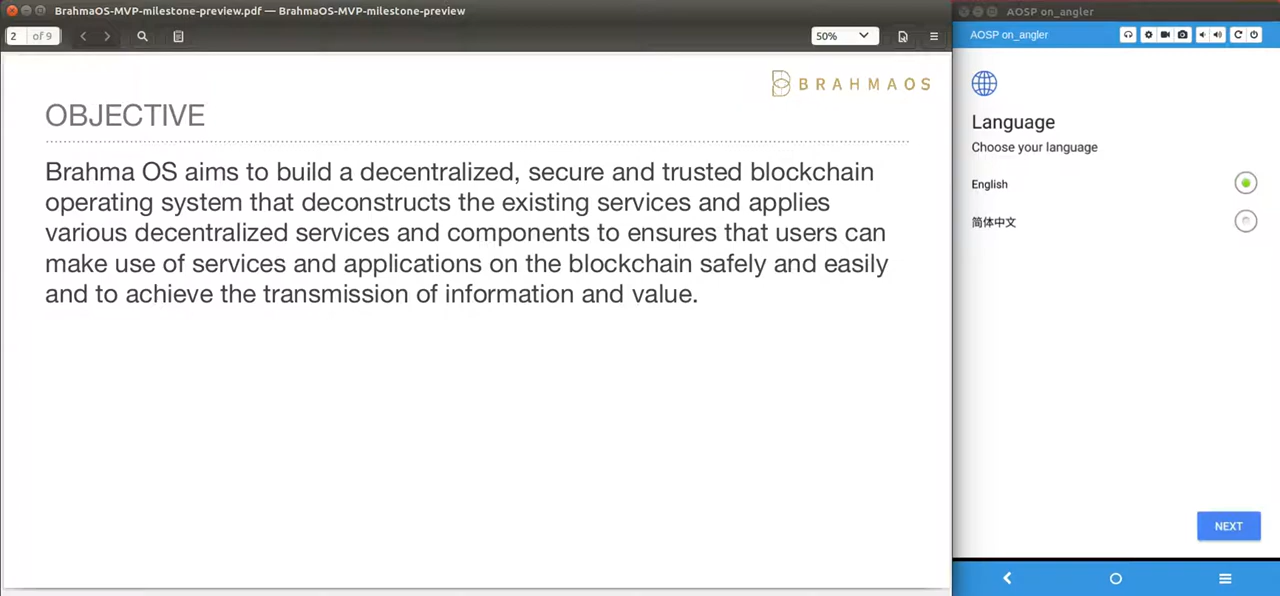 BrahmaOS-MVP-milestone-preview.pdf — BrahmaOS-MVP-milestone-preview
2 of 9
50%
BRAHMAOS
OBJECTIVE
Brahma OS aims to build a decentralized, secure and trusted blockchain
operating system that deconstructs the existing services and applies
various decentralized services and components to ensures that users can
make use of services and applications on the blockchain safely and easily
and to achieve the transmission of information and value.
AOSP on_angler
AOSP on_angler
Language
Choose your language
English
简体中文
NEXT